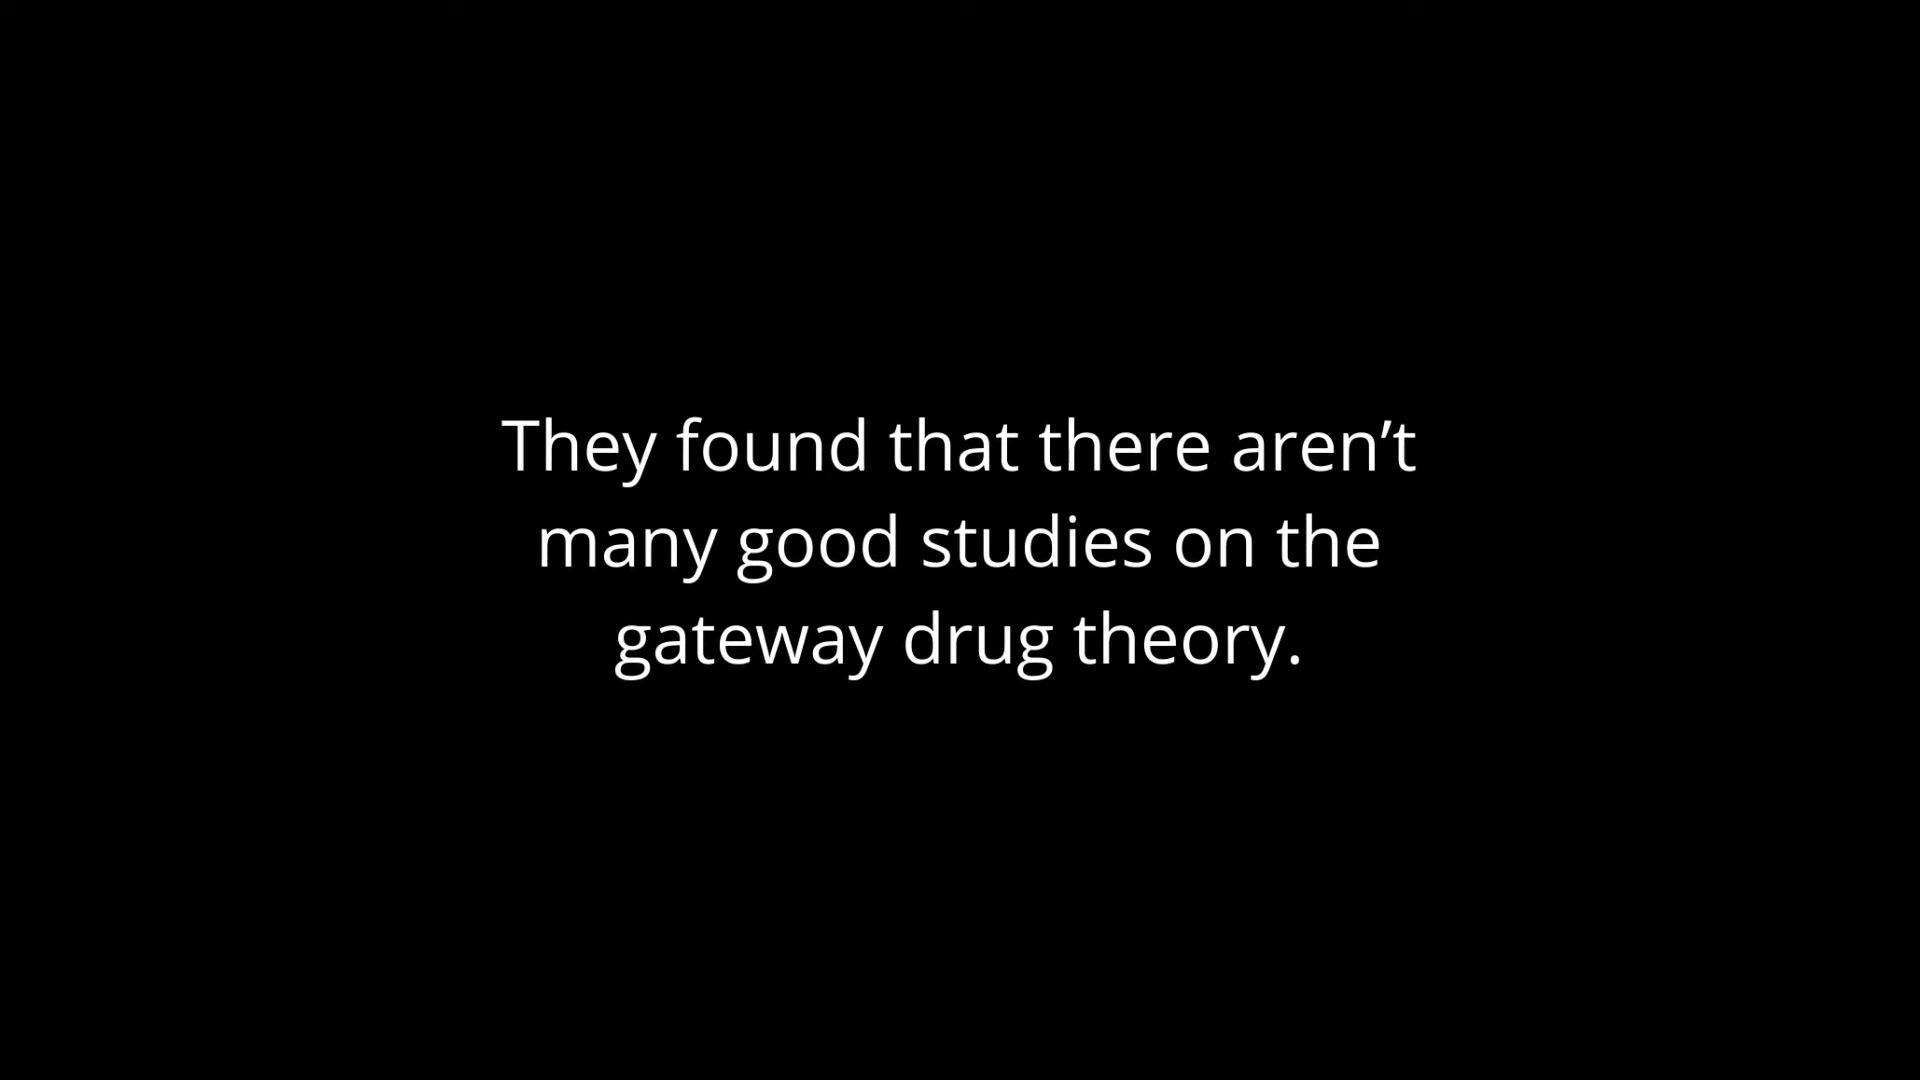 They found that there aren’t
many good studies on the
gateway drug theory.